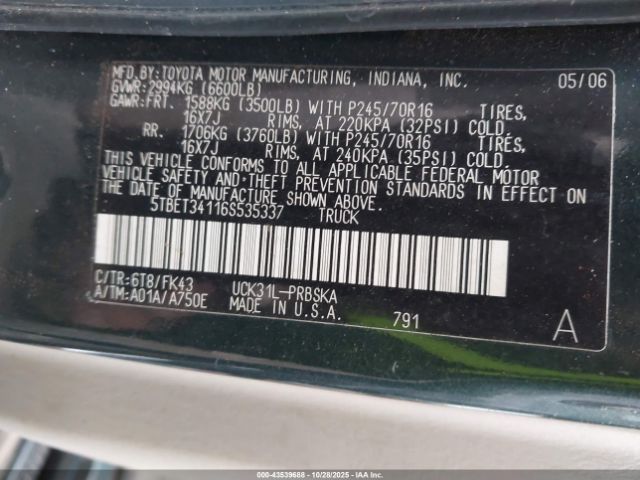 MFD.BY:TOYOTA MOTOR MANUFACTURING, INDIANA, INC. 05/06
GVWR:2994KG (6600LB)
GAWR:FRT. 1588KG (3500LB) WITH P245/70R16 TIRES,
16X7J RIMS, AT 220KPA (32PSI) COLD.
RR. 1706KG (3760LB) WITH P245/70R16 TIRES,
16X7J RIMS, AT 240KPA (35PSI) COLD.
THIS VEHICLE CONFORMS TO ALL APPLICABLE FEDERAL MOTOR
VEHICLE SAFETY AND THEFT PREVENTION STANDARDS IN EFFECT ON
THE DATE OF MANUFACTURE SHOWN ABOVE.
5TBET34116S535337 TRUCK
C/TR:6T8/FK43 UCK31L-PRBSKA
A/TM:A01A/A750E MADE IN U.S.A. 791 A
000-43539688 - 10/28/2025 - IAAI.COM